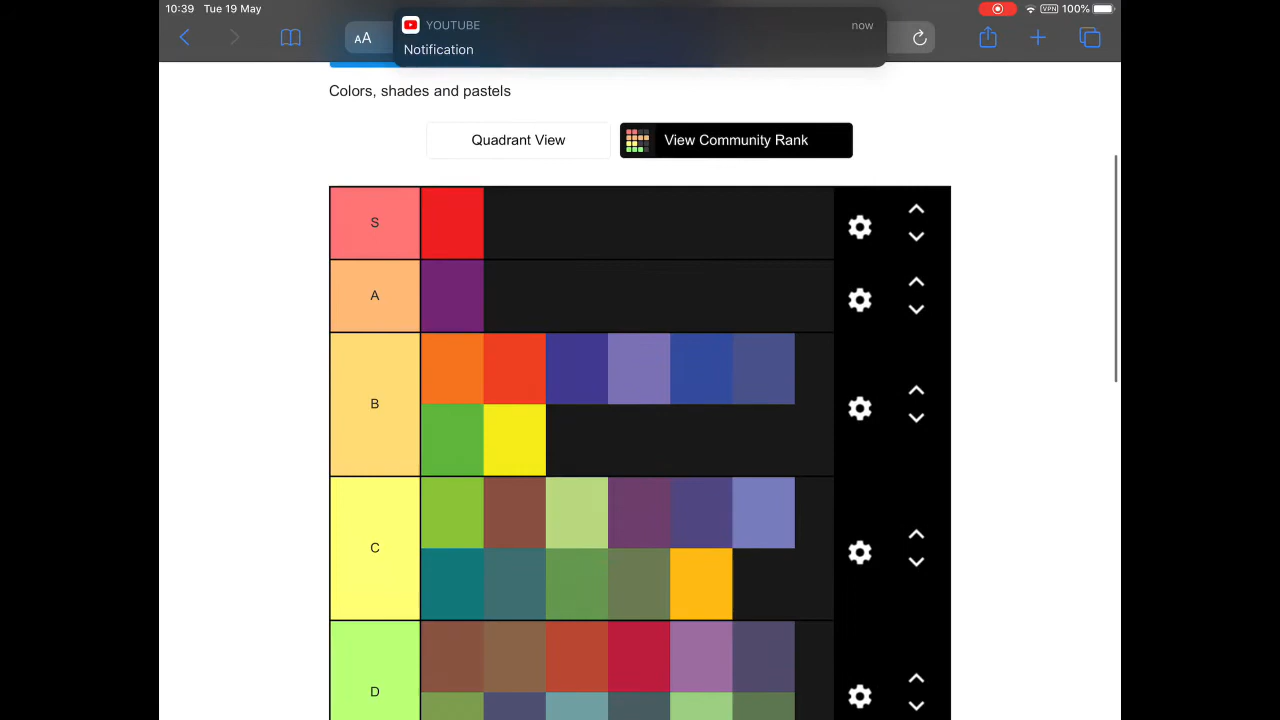 10:39 Tue 19 May
VPN 100%
YOUTUBE
now
Notification
AA
Colors, shades and pastels
Quadrant View
View Community Rank
S
A
B
C
D